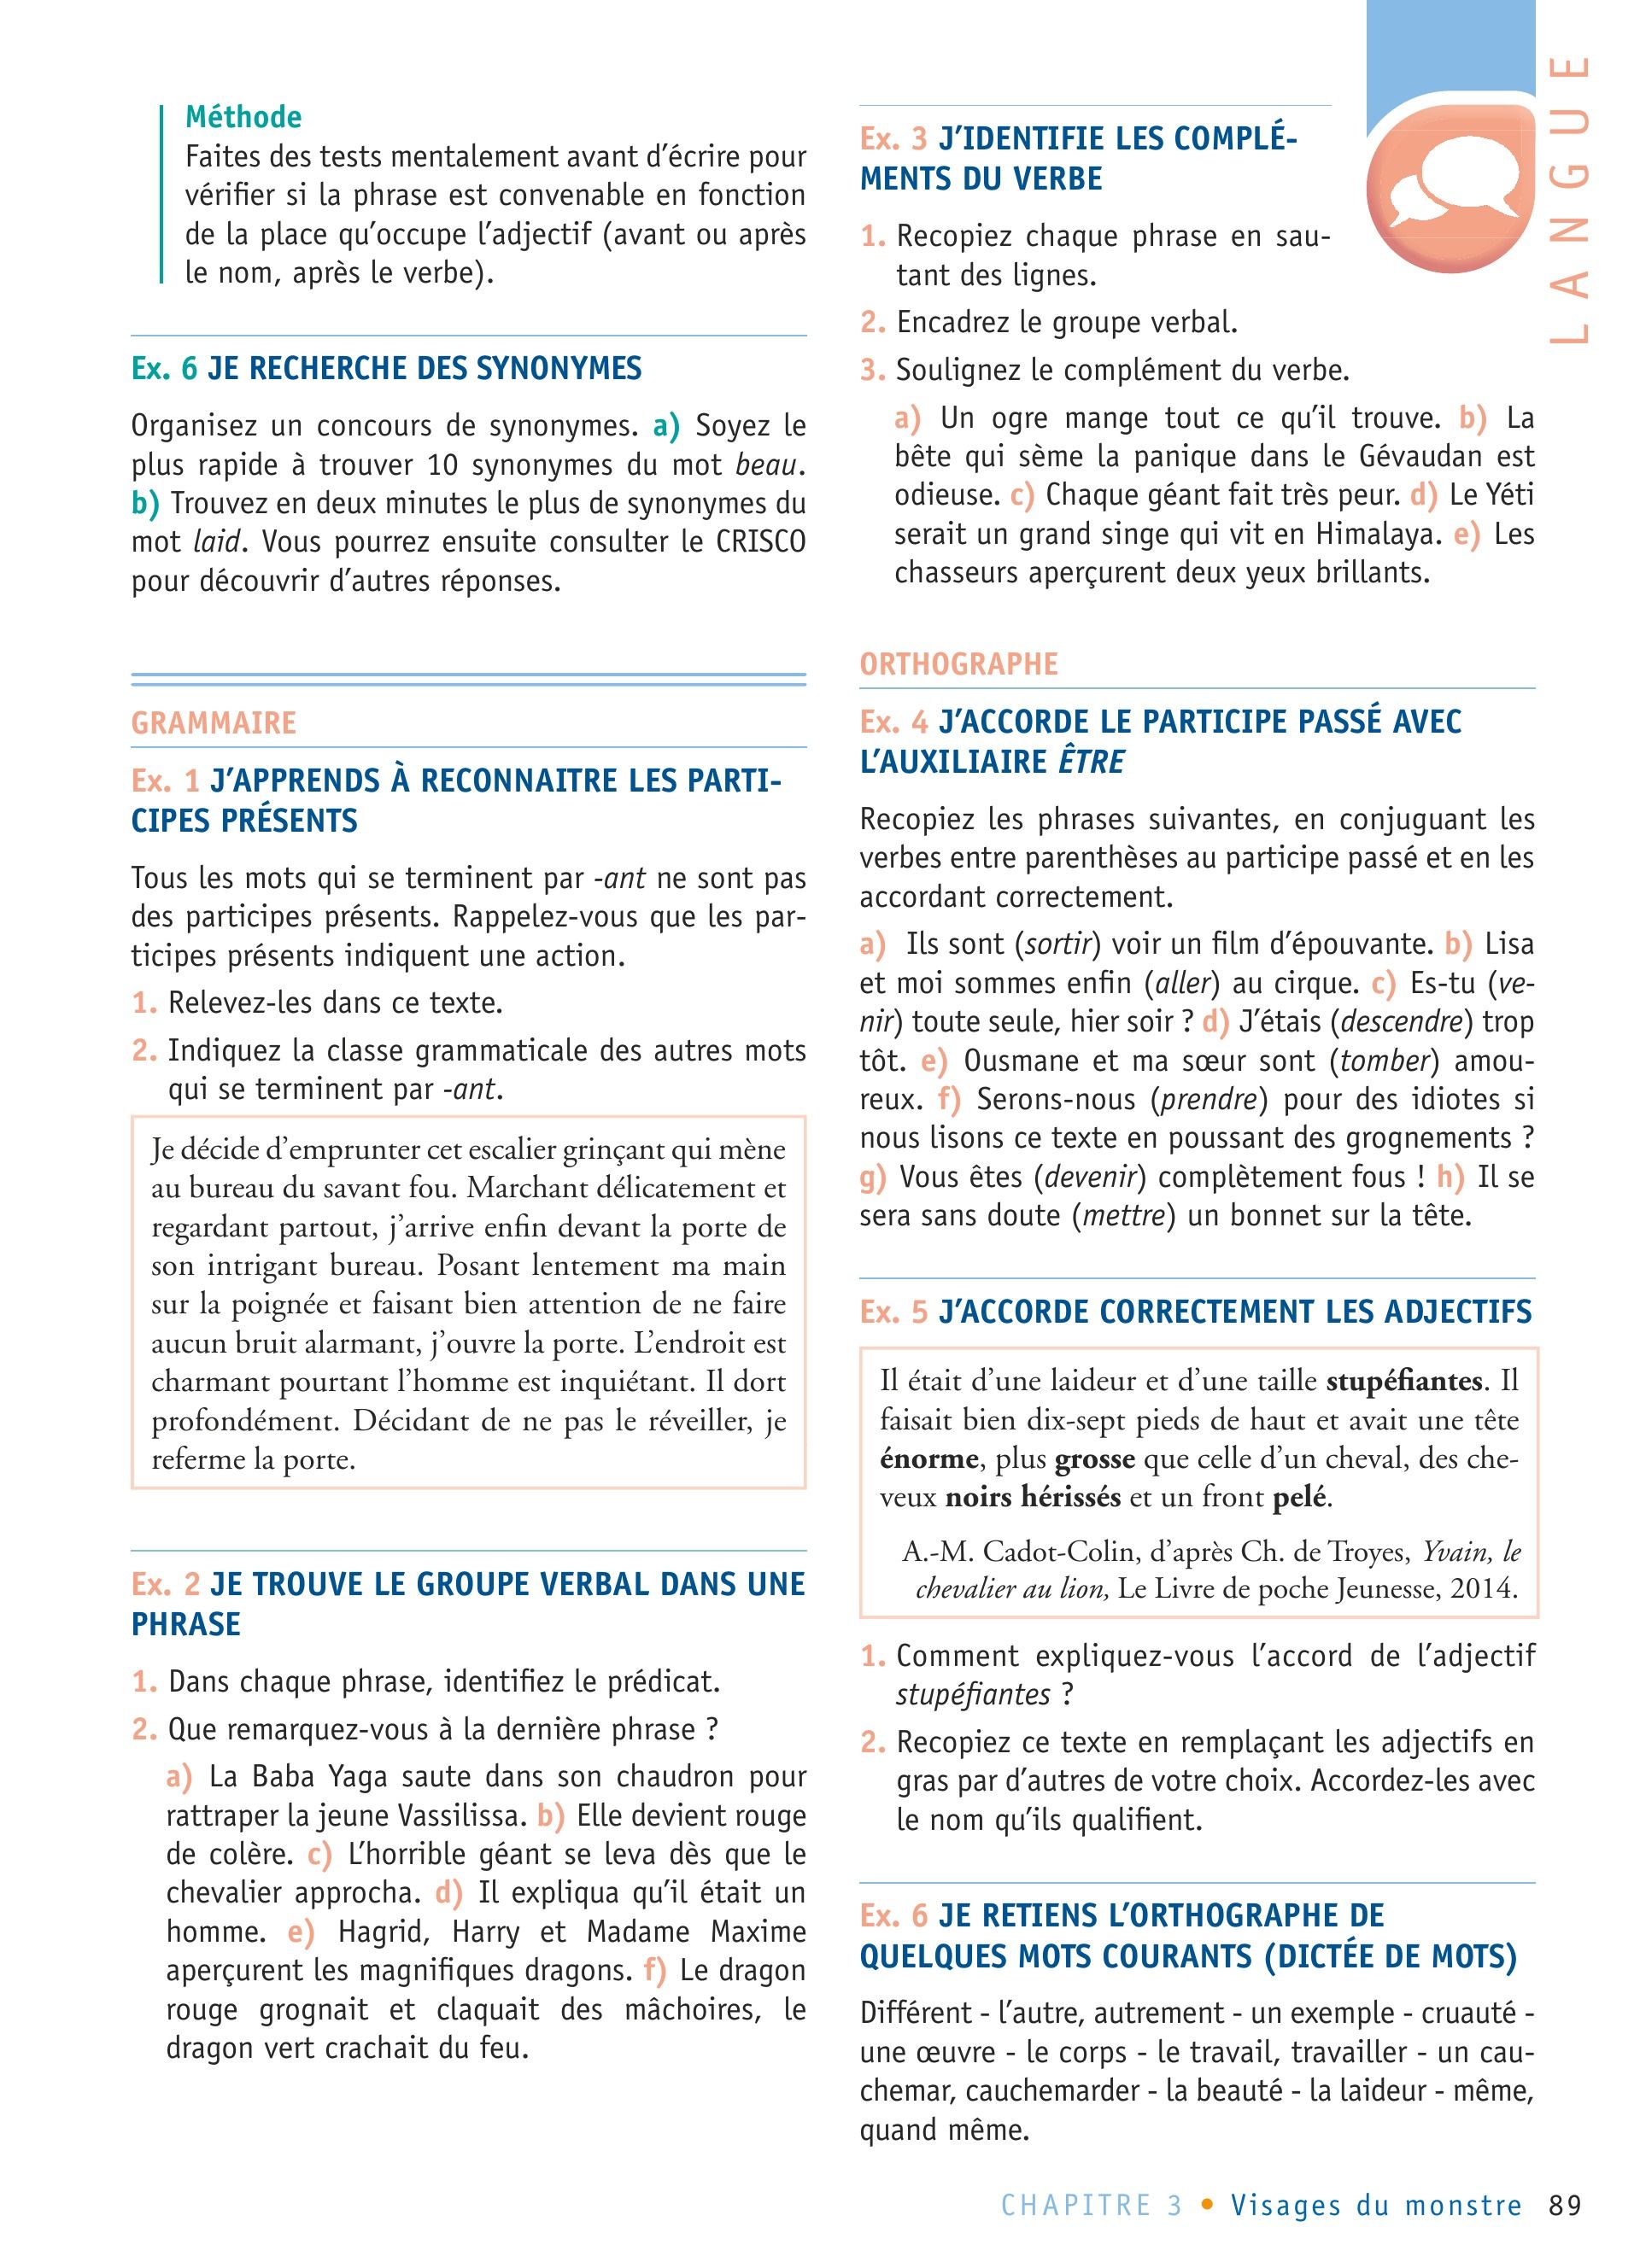 Méthode
Faites des tests mentalement avant d’écrire pour
vérifier si la phrase est convenable en fonction
de la place qu’occupe l’adjectif (avant ou après
le nom, après le verbe).
Ex. 6 JE RECHERCHE DES SYNONYMES
Organisez un concours de synonymes. a) Soyez le
plus rapide à trouver 10 synonymes du mot beau.
b) Trouvez en deux minutes le plus de synonymes du
mot laid. Vous pourrez ensuite consulter le CRISCO
pour découvrir d’autres réponses.
GRAMMAIRE
Ex. 1 J’APPRENDS À RECONNAITRE LES PARTI-
CIPES PRÉSENTS
Tous les mots qui se terminent par -ant ne sont pas
des participes présents. Rappelez-vous que les par-
ticipes présents indiquent une action.
1. Relevez-les dans ce texte.
2. Indiquez la classe grammaticale des autres mots
qui se terminent par -ant.
Je décide d’emprunter cet escalier grinçant qui mène
au bureau du savant fou. Marchant délicatement et
regardant partout, j’arrive enfin devant la porte de
son intrigant bureau. Posant lentement ma main
sur la poignée et faisant bien attention de ne faire
aucun bruit alarmant, j’ouvre la porte. L’endroit est
charmant pourtant l’homme est inquiétant. Il dort
profondément. Décidant de ne pas le réveiller, je
referme la porte.
Ex. 2 JE TROUVE LE GROUPE VERBAL DANS UNE
PHRASE
1. Dans chaque phrase, identifiez le prédicat.
2. Que remarquez-vous à la dernière phrase ?
a) La Baba Yaga saute dans son chaudron pour
rattraper la jeune Vassilissa. b) Elle devient rouge
de colère. c) L’horrible géant se leva dès que le
chevalier approcha. d) Il expliqua qu’il était un
homme. e) Hagrid, Harry et Madame Maxime
aperçurent les magnifiques dragons. f) Le dragon
rouge grognait et claquait des mâchoires, le
dragon vert crachait du feu.
Ex. 3 J’IDENTIFIE LES COMPLÉ-
MENTS DU VERBE
1. Recopiez chaque phrase en sau-
tant des lignes.
2. Encadrez le groupe verbal.
3. Soulignez le complément du verbe.
a) Un ogre mange tout ce qu’il trouve. b) La
bête qui sème la panique dans le Gévaudan est
odieuse. c) Chaque géant fait très peur. d) Le Yéti
serait un grand singe qui vit en Himalaya. e) Les
chasseurs aperçurent deux yeux brillants.
ORTHOGRAPHE
Ex. 4 J’ACCORDE LE PARTICIPE PASSÉ AVEC
L’AUXILIAIRE ÊTRE
Recopiez les phrases suivantes, en conjuguant les
verbes entre parenthèses au participe passé et en les
accordant correctement.
a) Ils sont (sortir) voir un film d’épouvante. b) Lisa
et moi sommes enfin (aller) au cirque. c) Es-tu (ve-
nir) toute seule, hier soir ? d) J’étais (descendre) trop
tôt. e) Ousmane et ma sœur sont (tomber) amou-
reux. f) Serons-nous (prendre) pour des idiotes si
nous lisons ce texte en poussant des grognements ?
g) Vous êtes (devenir) complètement fous ! h) Il se
sera sans doute (mettre) un bonnet sur la tête.
Ex. 5 J’ACCORDE CORRECTEMENT LES ADJECTIFS
Il était d’une laideur et d’une taille stupéfiantes. Il
faisait bien dix-sept pieds de haut et avait une tête
énorme, plus grosse que celle d’un cheval, des che-
veux noirs hérissés et un front pelé.
A.-M. Cadot-Colin, d’après Ch. de Troyes, Yvain, le
chevalier au lion, Le Livre de poche Jeunesse, 2014.
1. Comment expliquez-vous l’accord de l’adjectif
stupéfiantes ?
2. Recopiez ce texte en remplaçant les adjectifs en
gras par d’autres de votre choix. Accordez-les avec
le nom qu’ils qualifient.
Ex. 6 JE RETIENS L’ORTHOGRAPHE DE
QUELQUES MOTS COURANTS (DICTÉE DE MOTS)
Différent - l’autre, autrement - un exemple - cruauté -
une œuvre - le corps - le travail, travailler - un cau-
chemar, cauchemarder - la beauté - la laideur - même,
quand même.
LANGUE
CHAPITRE 3 • Visages du monstre 89